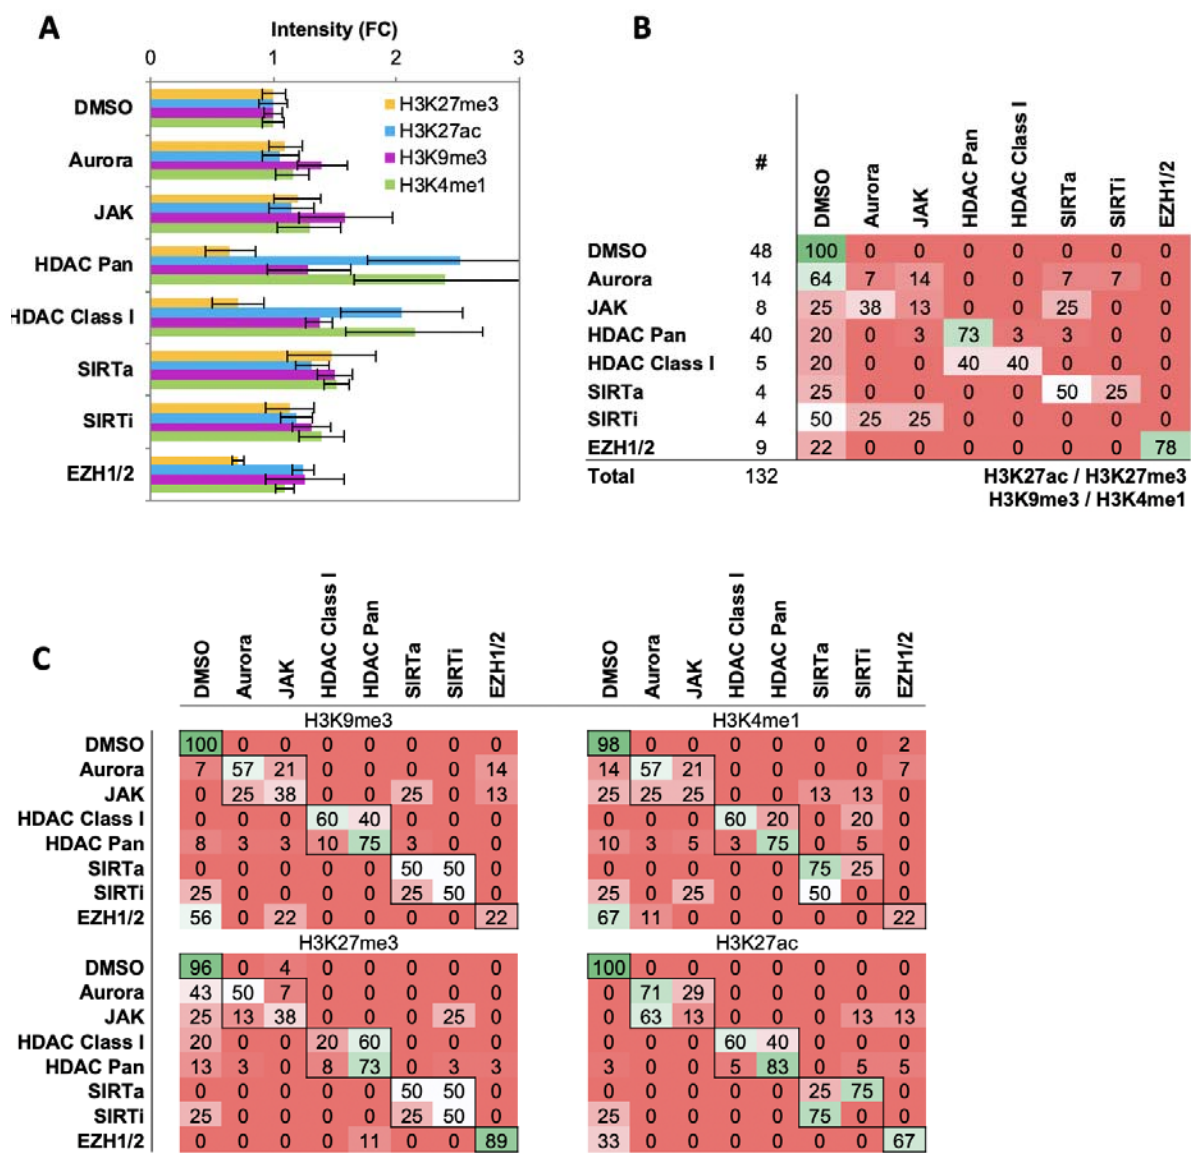 A
Intensity (FC)
0 1 2 3
DMSO
Aurora
JAK
HDAC Pan
HDAC Class I
SIRTa
SIRTi
EZH1/2
H3K27me3
H3K27ac
H3K9me3
H3K4me1
B
# DMSO Aurora JAK HDAC Pan HDAC Class I SIRTa SIRTi EZH1/2
DMSO 48 100 0 0 0 0 0 0 0
Aurora 14 64 7 14 0 0 7 7 0
JAK 8 25 38 13 0 0 25 0 0
HDAC Pan 40 20 0 3 73 3 3 0 0
HDAC Class I 5 20 0 0 40 40 0 0 0
SIRTa 4 25 0 0 0 0 50 25 0
SIRTi 4 50 25 25 0 0 0 0 0
EZH1/2 9 22 0 0 0 0 0 0 78
Total 132
H3K27ac / H3K27me3
H3K9me3 / H3K4me1
C
DMSO Aurora JAK HDAC Class I HDAC Pan SIRTa SIRTi EZH1/2
DMSO Aurora JAK HDAC Class I HDAC Pan SIRTa SIRTi EZH1/2
H3K9me3 H3K4me1
DMSO 100 0 0 0 0 0 0 0 98 0 0 0 0 0 0 2
Aurora 7 57 21 0 0 0 0 14 14 57 21 0 0 0 0 7
JAK 0 25 38 0 0 25 0 13 25 25 25 0 0 13 13 0
HDAC Class I 0 0 0 60 40 0 0 0 0 0 0 60 20 0 20 0
HDAC Pan 8 3 3 10 75 3 0 0 10 3 5 3 75 0 5 0
SIRTa 0 0 0 0 0 50 50 0 0 0 0 0 0 75 25 0
SIRTi 25 0 0 0 0 25 50 0 25 0 25 0 0 50 0 0
EZH1/2 56 0 22 0 0 0 0 22 67 11 0 0 0 0 0 22
H3K27me3 H3K27ac
DMSO 96 0 4 0 0 0 0 0 100 0 0 0 0 0 0 0
Aurora 43 50 7 0 0 0 0 0 0 71 29 0 0 0 0 0
JAK 25 13 38 0 0 0 25 0 0 63 13 0 0 0 13 13
HDAC Class I 20 0 0 20 60 0 0 0 0 0 0 60 40 0 0 0
HDAC Pan 13 3 0 8 73 0 3 3 3 0 0 5 83 0 5 5
SIRTa 0 0 0 0 0 50 50 0 0 0 0 0 0 25 75 0
SIRTi 25 0 0 0 0 25 50 0 25 0 0 0 0 75 0 0
EZH1/2 0 0 0 0 11 0 0 89 33 0 0 0 0 0 0 67